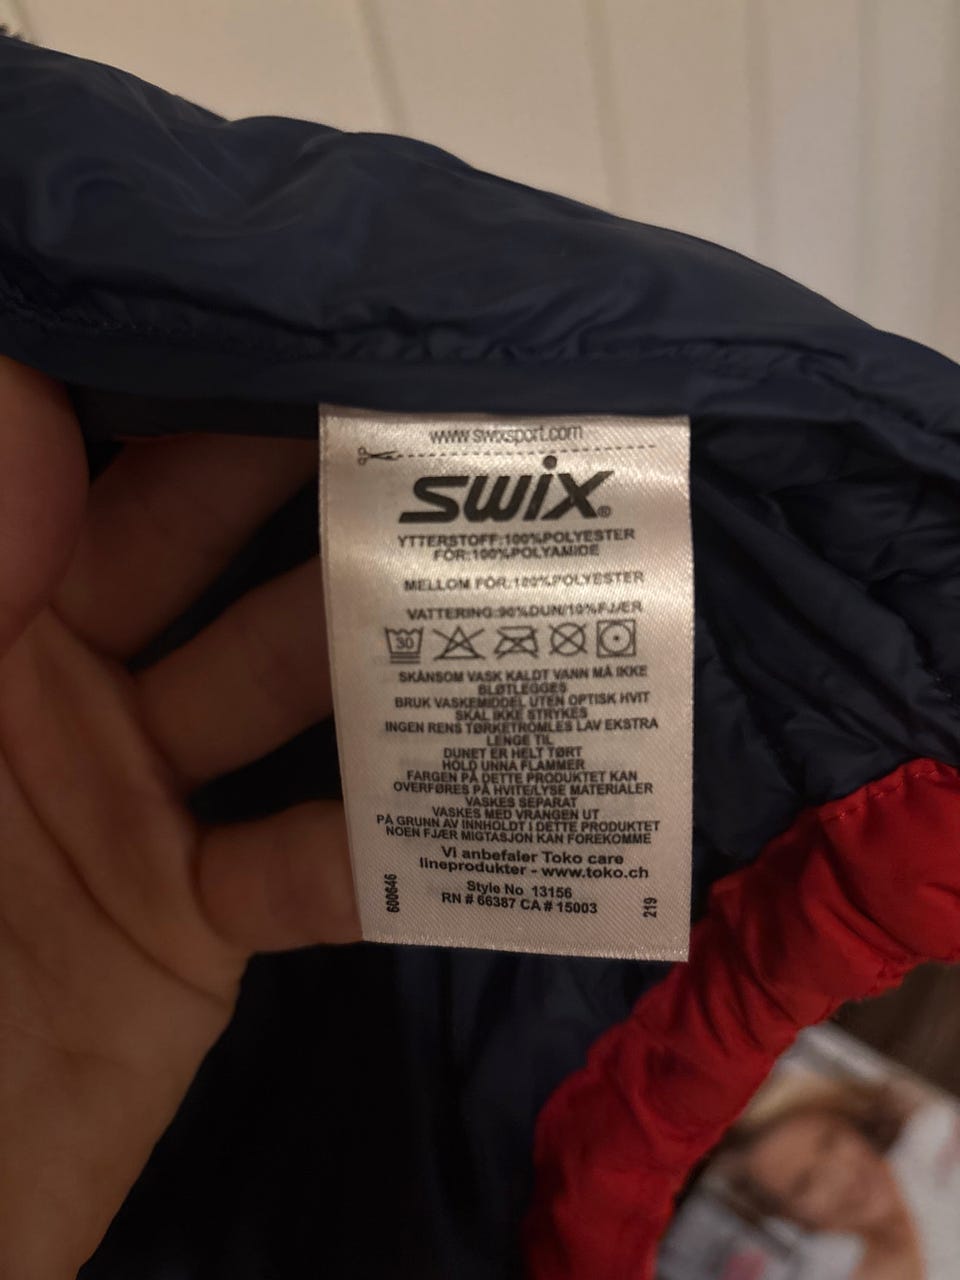 www.swixsport.com
SWIX®
YTTERSTOFF:100%POLYESTER
FÔR:100%POLYAMIDE
MELLOM FÔR:100%POLYESTER
VATTERING:90%DUN/10%FJÆR
30
SKÅNSOM VASK KALDT VANN MÅ IKKE
BLØTLEGGES
BRUK VASKEMIDDEL UTEN OPTISK HVIT
SKAL IKKE STRYKES
INGEN RENS TØRKETROMLES LAV EKSTRA
LENGE TIL
DUNET ER HELT TØRT
HOLD UNNA FLAMMER
FARGEN PÅ DETTE PRODUKTET KAN
OVERFØRES PÅ HVITE/LYSE MATERIALER
VASKES SEPARAT
VASKES MED VRANGEN UT
PÅ GRUNN AV INNHOLDT I DETTE PRODUKTET
NOEN FJÆR MIGTASJON KAN FOREKOMME
Vi anbefaler Toko care
lineprodukter - www.toko.ch
Style No 13156
RN # 66387 CA # 15003
600646
219